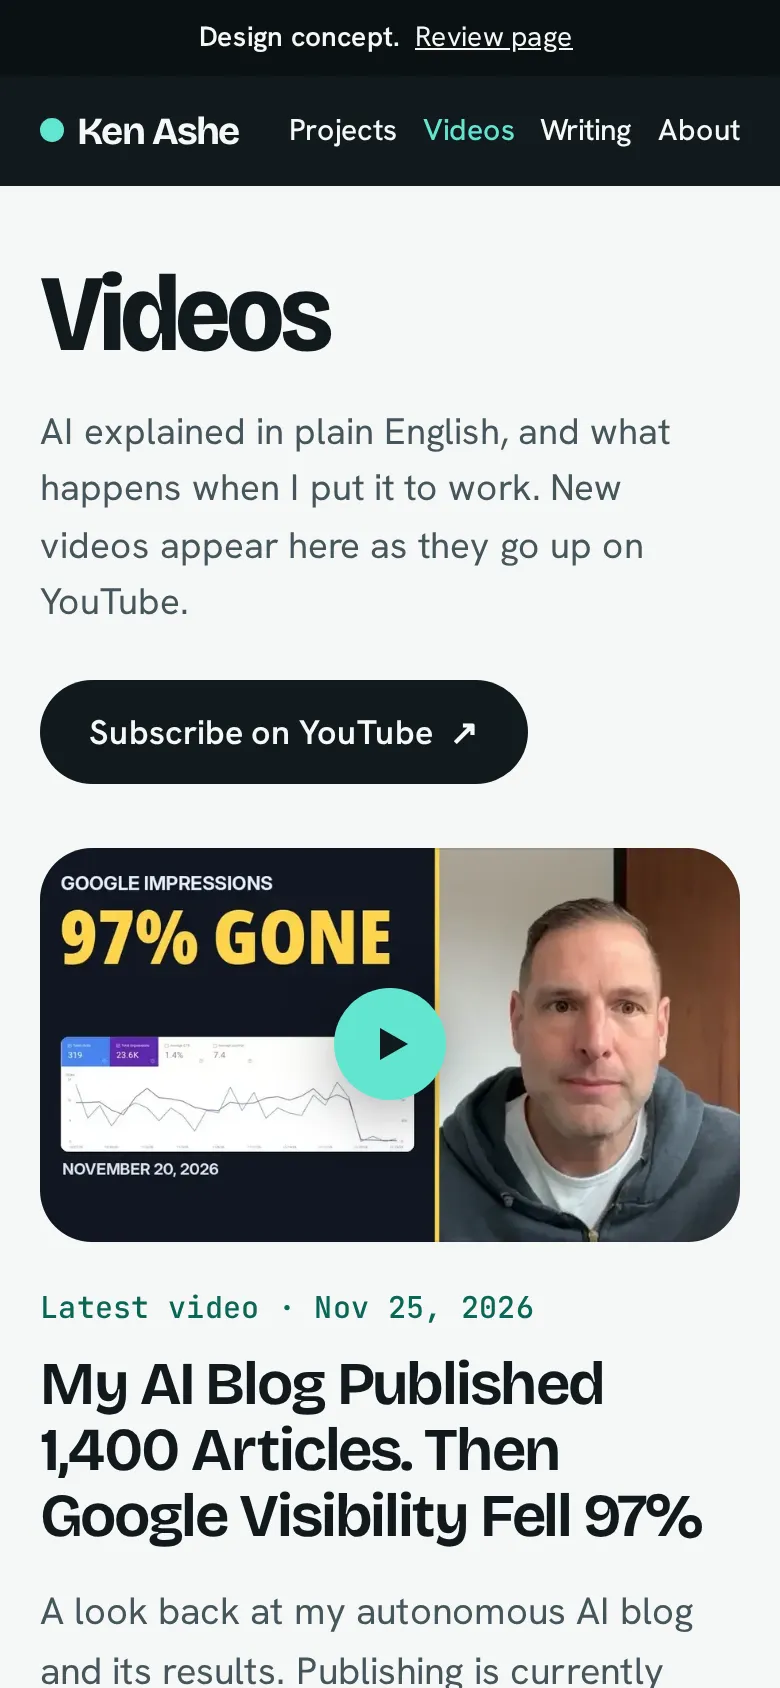 Design concept. Review page
Ken Ashe Projects Videos Writing About
Videos
AI explained in plain English, and what
happens when I put it to work. New
videos appear here as they go up on
YouTube.
Subscribe on YouTube ↗
GOOGLE IMPRESSIONS
97% GONE
319 23.6K 1.4% 7.4
NOVEMBER 20, 2026
Latest video · Nov 25, 2026
My AI Blog Published
1,400 Articles. Then
Google Visibility Fell 97%
A look back at my autonomous AI blog
and its results. Publishing is currently